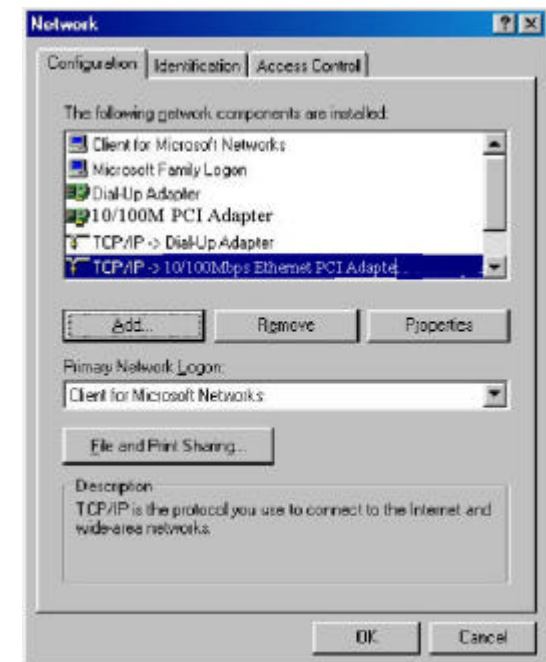 Network
Configuration Identification Access Control
The following network components are installed:
Client for Microsoft Networks
Microsoft Family Logon
Dial-Up Adapter
10/100M PCI Adapter
TCP/IP -> Dial-Up Adapter
TCP/IP -> 10/100Mbps Ethernet PCI Adapte
Add... Remove Properties
Primary Network Logon:
Client for Microsoft Networks
File and Print Sharing...
Description
TCP/IP is the protocol you use to connect to the Internet and
wide-area networks.
OK Cancel